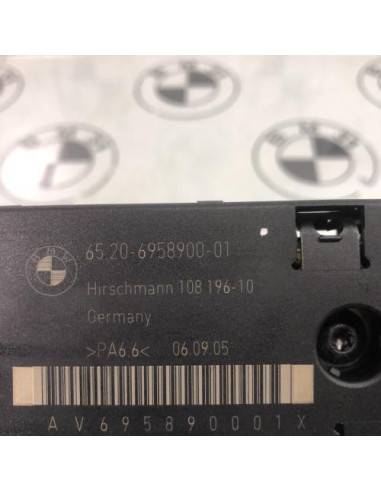 65.20-6958900-01
Hirschmann 108 196-10
Germany
>PA6.6< 06.09.05
AV695890001X